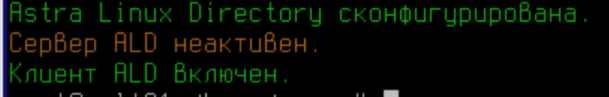 Astra Linux Directory сконфигурирована.
Сервер ALD неактивен.
Клиент ALD включен.